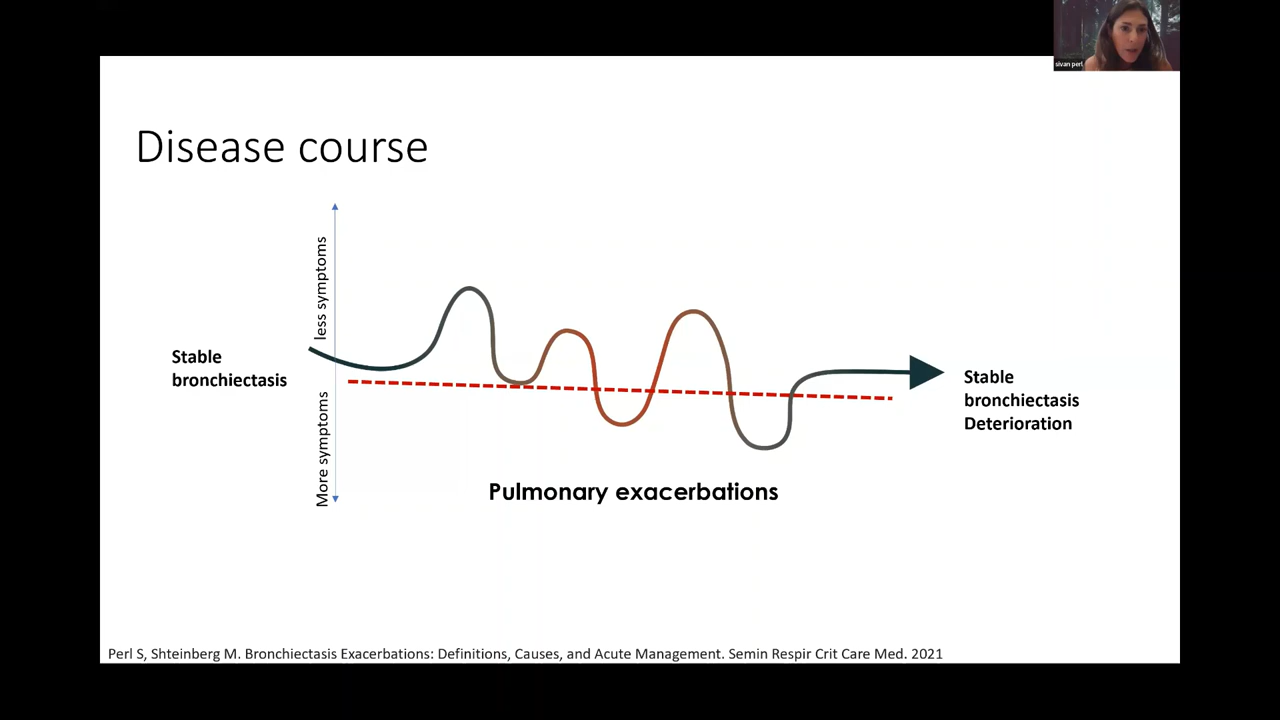 sivan perl
Disease course
less symptoms
More symptoms
Stable
bronchiectasis
Stable
bronchiectasis
Deterioration
Pulmonary exacerbations
Perl S, Shteinberg M. Bronchiectasis Exacerbations: Definitions, Causes, and Acute Management. Semin Respir Crit Care Med. 2021